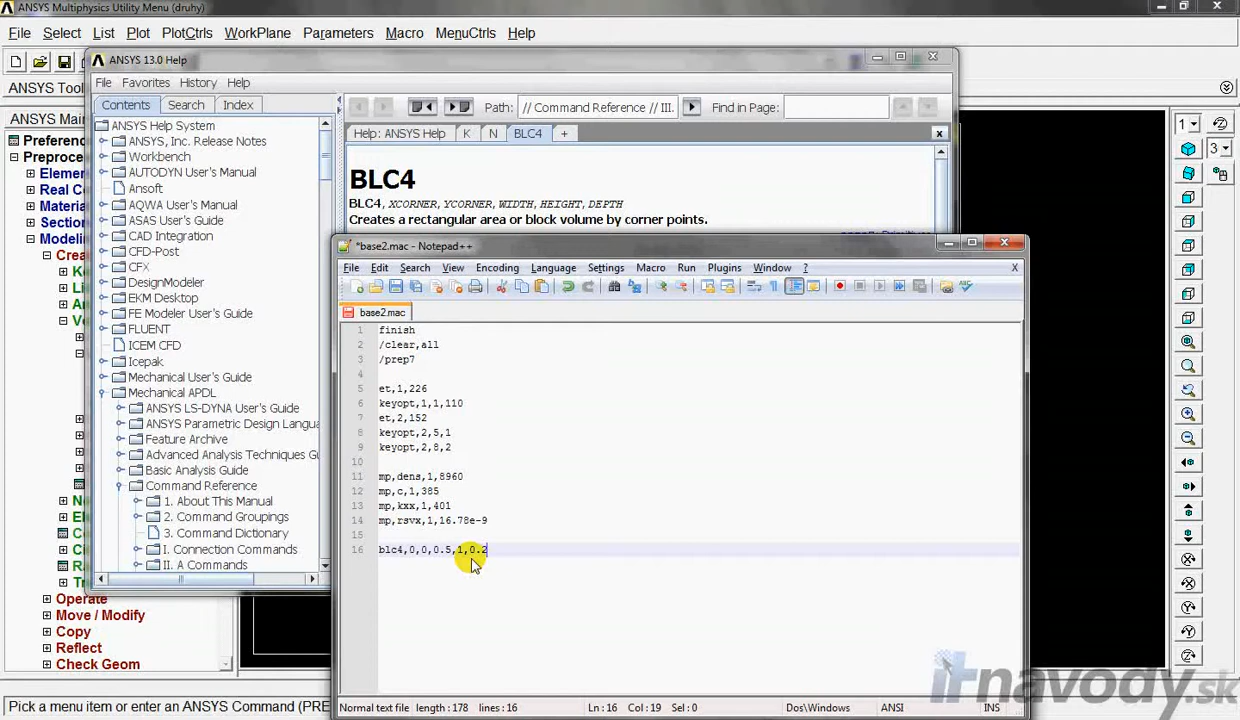 ANSYS Multiphysics Utility Menu (druhy)
File Select List Plot PlotCtrls WorkPlane Parameters Macro MenuCtrls Help
ANSYS 13.0 Help
File Favorites History Help
ANSYS Tool
Contents Search Index
Path: // Command Reference // III. Find in Page:
Help: ANSYS Help K N BLC4 +
ANSYS Main
Preferenc
Preproce
Elemen
Real Co
Materia
Section
Modelin
Crea
ANSYS Help System
ANSYS, Inc. Release Notes
Workbench
AUTODYN User's Manual
Ansoft
AQWA User's Manual
ASAS User's Guide
CAD Integration
CFD-Post
CFX
DesignModeler
EKM Desktop
FE Modeler User's Guide
FLUENT
ICEM CFD
Icepak
Mechanical User's Guide
Mechanical APDL
ANSYS LS-DYNA User's Guide
ANSYS Parametric Design Langua
Feature Archive
Advanced Analysis Techniques Gu
Basic Analysis Guide
Command Reference
1. About This Manual
2. Command Groupings
3. Command Dictionary
I. Connection Commands
II. A Commands
Operate
Move / Modify
Copy
Reflect
Check Geom
BLC4
BLC4, XCORNER, YCORNER, WIDTH, HEIGHT, DEPTH
Creates a rectangular area or block volume by corner points.
*base2.mac - Notepad++
File Edit Search View Encoding Language Settings Macro Run Plugins Window ? X
base2.mac
1 finish
2 /clear,all
3 /prep7
4
5 et,1,226
6 keyopt,1,1,110
7 et,2,152
8 keyopt,2,5,1
9 keyopt,2,8,2
10
11 mp,dens,1,8960
12 mp,c,1,385
13 mp,kxx,1,401
14 mp,rsvx,1,16.78e-9
15
16 blc4,0,0,0.5,1,0.2
Normal text file length : 178 lines : 16 Ln : 16 Col : 19 Sel : 0 Dos\Windows ANSI INS
1
3
Pick a menu item or enter an ANSYS Command (PRE
itnavody.sk